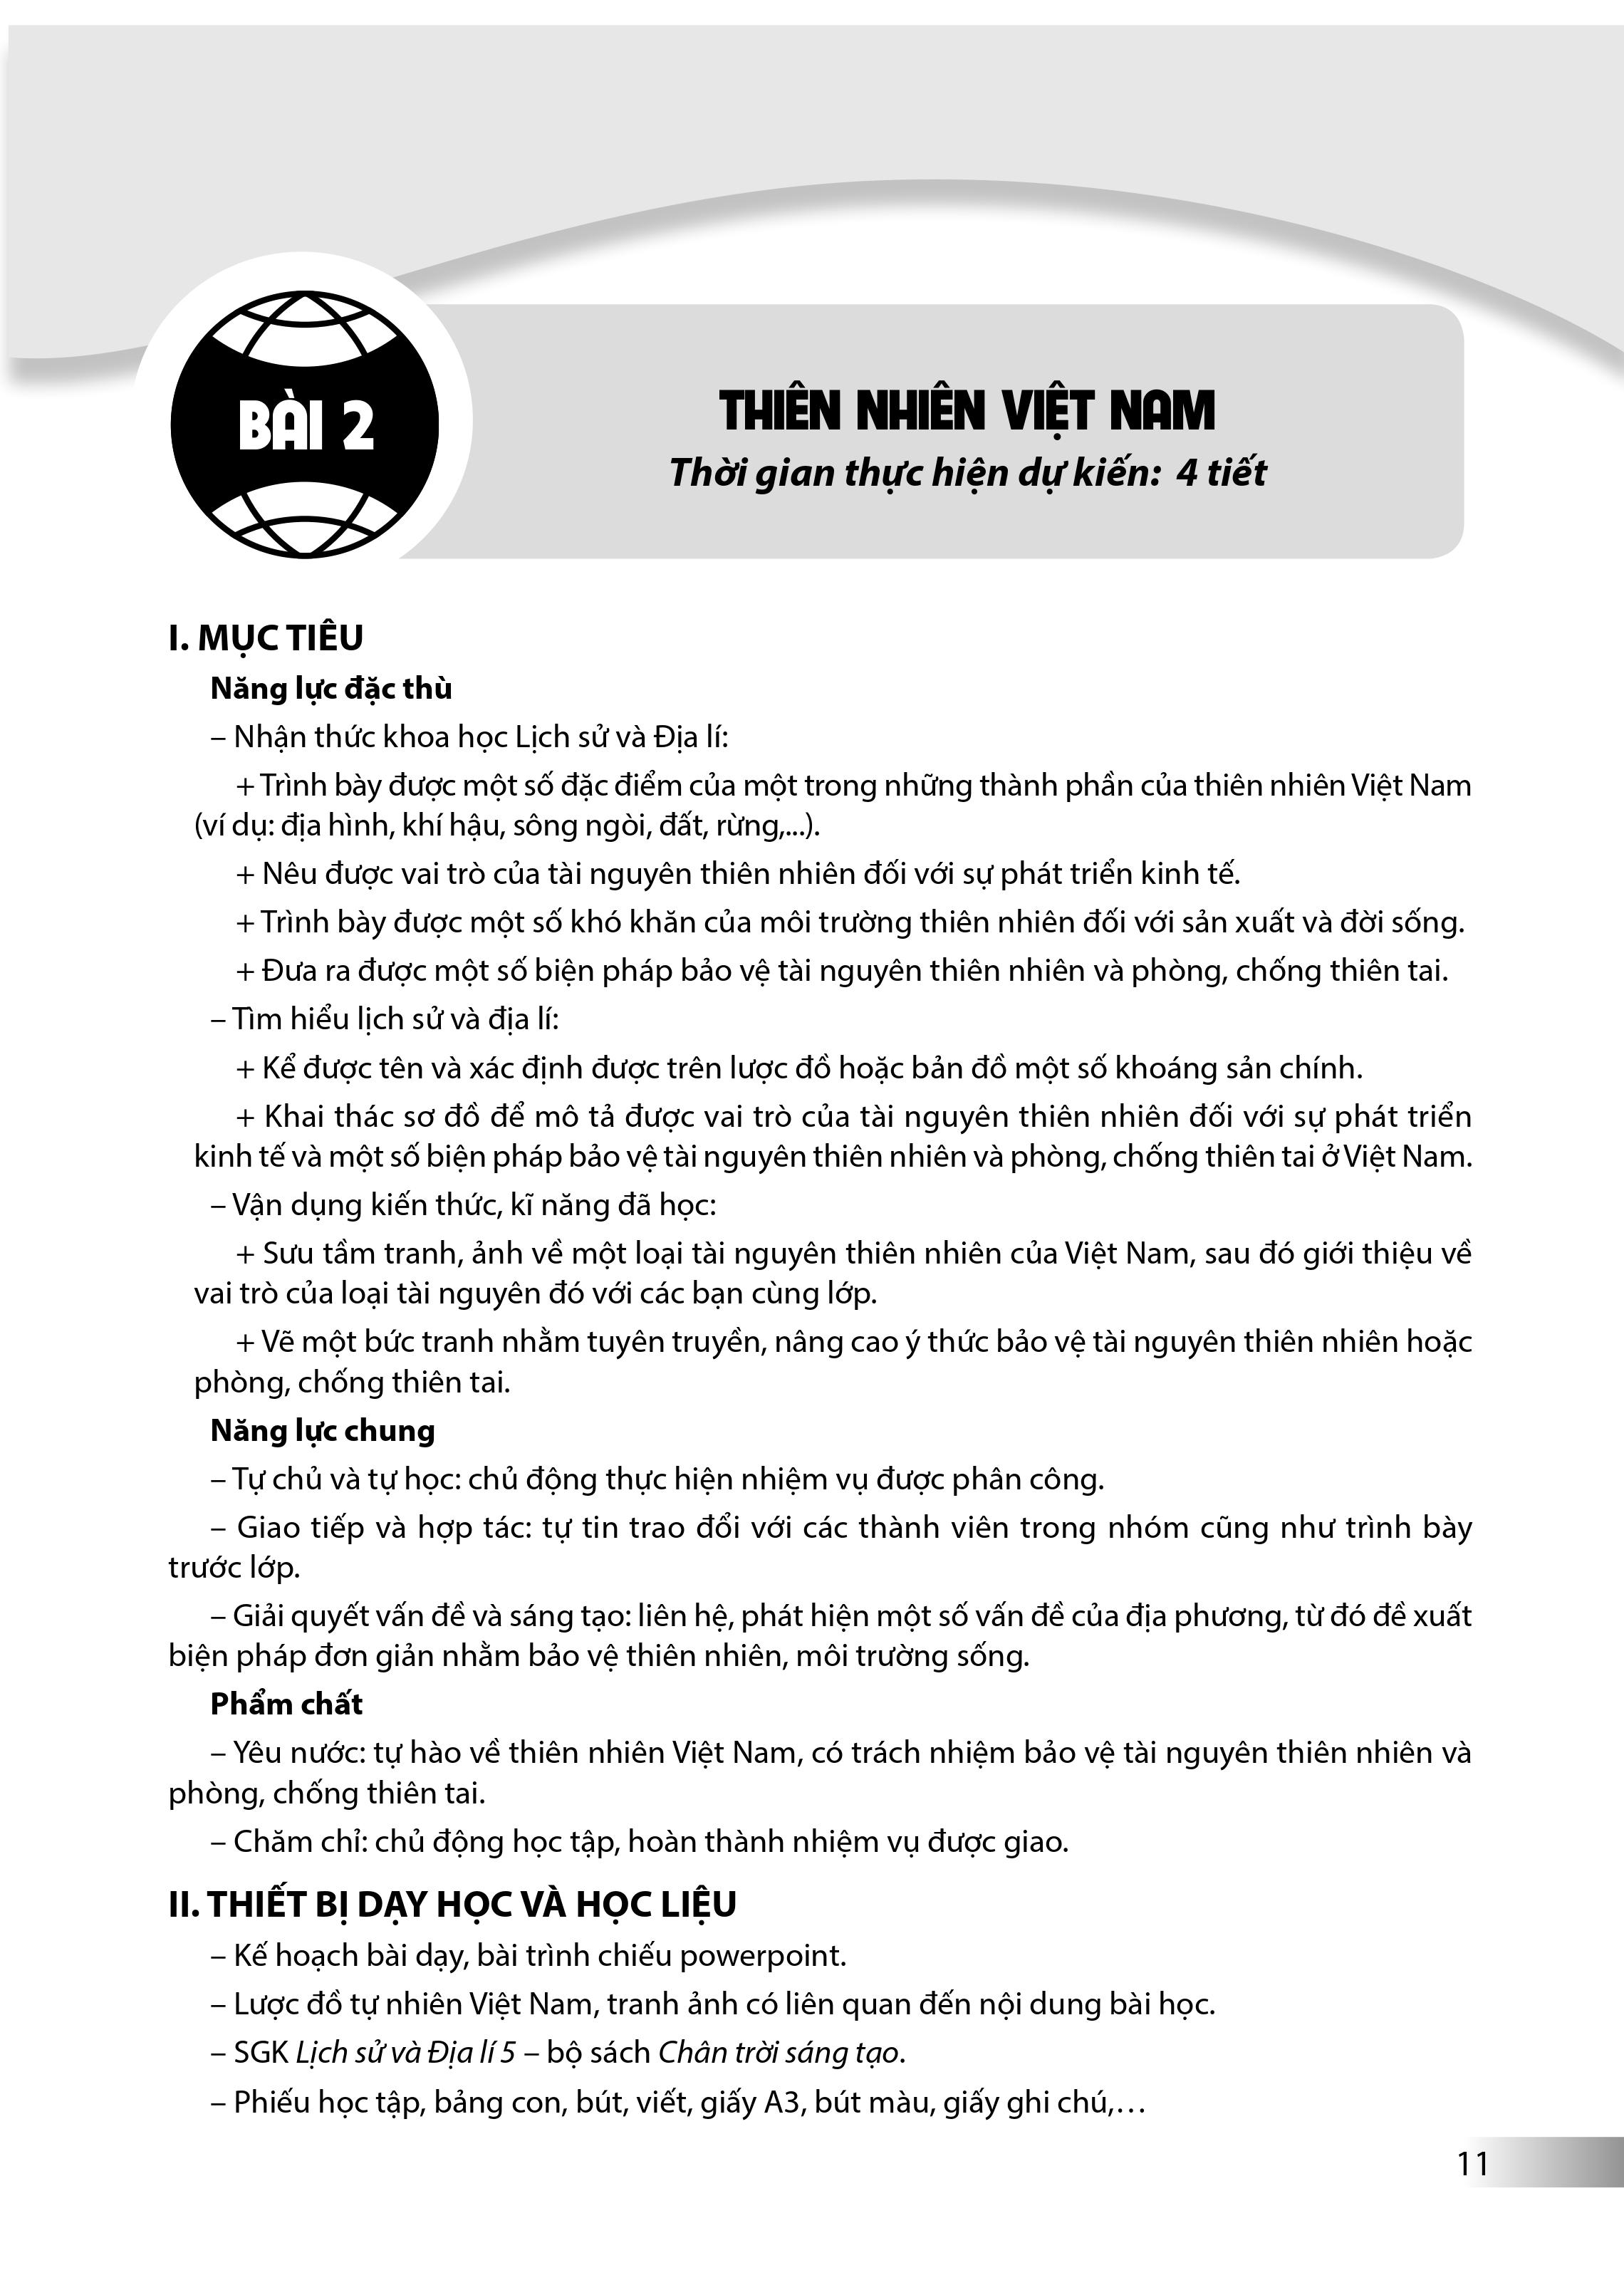 BÀI 2
THIÊN NHIÊN VIỆT NAM
Thời gian thực hiện dự kiến: 4 tiết
I. MỤC TIÊU
Năng lực đặc thù
– Nhận thức khoa học Lịch sử và Địa lí:
+ Trình bày được một số đặc điểm của một trong những thành phần của thiên nhiên Việt Nam
(ví dụ: địa hình, khí hậu, sông ngòi, đất, rừng,...).
+ Nêu được vai trò của tài nguyên thiên nhiên đối với sự phát triển kinh tế.
+ Trình bày được một số khó khăn của môi trường thiên nhiên đối với sản xuất và đời sống.
+ Đưa ra được một số biện pháp bảo vệ tài nguyên thiên nhiên và phòng, chống thiên tai.
– Tìm hiểu lịch sử và địa lí:
+ Kể được tên và xác định được trên lược đồ hoặc bản đồ một số khoáng sản chính.
+ Khai thác sơ đồ để mô tả được vai trò của tài nguyên thiên nhiên đối với sự phát triển
kinh tế và một số biện pháp bảo vệ tài nguyên thiên nhiên và phòng, chống thiên tai ở Việt Nam.
– Vận dụng kiến thức, kĩ năng đã học:
+ Sưu tầm tranh, ảnh về một loại tài nguyên thiên nhiên của Việt Nam, sau đó giới thiệu về
vai trò của loại tài nguyên đó với các bạn cùng lớp.
+ Vẽ một bức tranh nhằm tuyên truyền, nâng cao ý thức bảo vệ tài nguyên thiên nhiên hoặc
phòng, chống thiên tai.
Năng lực chung
– Tự chủ và tự học: chủ động thực hiện nhiệm vụ được phân công.
– Giao tiếp và hợp tác: tự tin trao đổi với các thành viên trong nhóm cũng như trình bày
trước lớp.
– Giải quyết vấn đề và sáng tạo: liên hệ, phát hiện một số vấn đề của địa phương, từ đó đề xuất
biện pháp đơn giản nhằm bảo vệ thiên nhiên, môi trường sống.
Phẩm chất
– Yêu nước: tự hào về thiên nhiên Việt Nam, có trách nhiệm bảo vệ tài nguyên thiên nhiên và
phòng, chống thiên tai.
– Chăm chỉ: chủ động học tập, hoàn thành nhiệm vụ được giao.
II. THIẾT BỊ DẠY HỌC VÀ HỌC LIỆU
– Kế hoạch bài dạy, bài trình chiếu powerpoint.
– Lược đồ tự nhiên Việt Nam, tranh ảnh có liên quan đến nội dung bài học.
– SGK Lịch sử và Địa lí 5 – bộ sách Chân trời sáng tạo.
– Phiếu học tập, bảng con, bút, viết, giấy A3, bút màu, giấy ghi chú,…
11